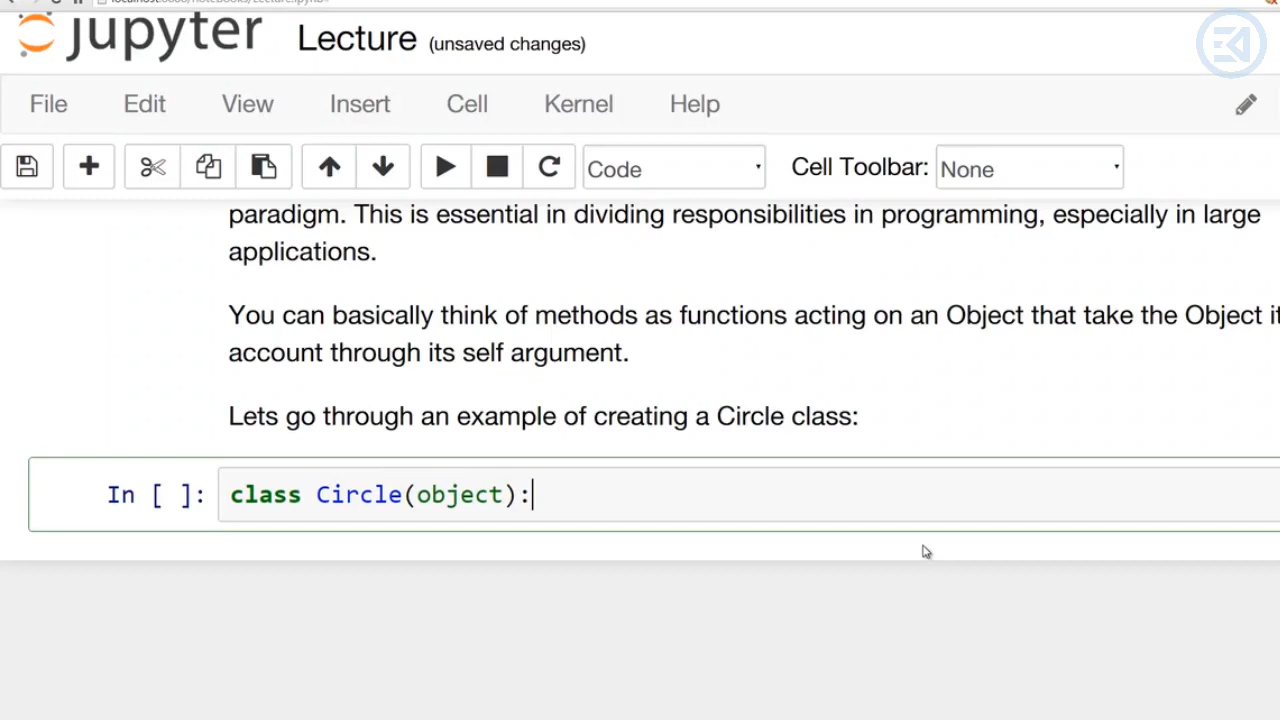 jupyter Lecture (unsaved changes)
File Edit View Insert Cell Kernel Help
Code Cell Toolbar: None
paradigm. This is essential in dividing responsibilities in programming, especially in large
applications.
You can basically think of methods as functions acting on an Object that take the Object
account through its self argument.
Lets go through an example of creating a Circle class:
In [ ]: class Circle(object):